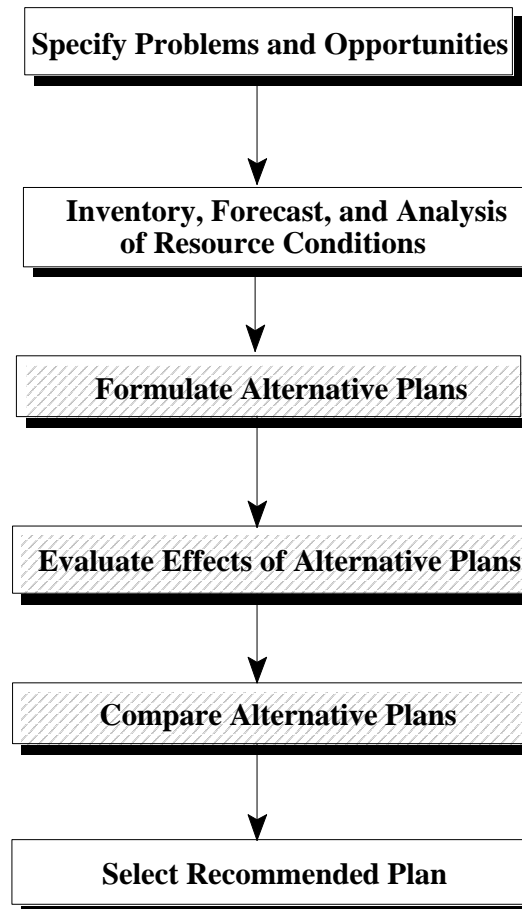 Specify Problems and Opportunities
Inventory, Forecast, and Analysis
of Resource Conditions
Formulate Alternative Plans
Evaluate Effects of Alternative Plans
Compare Alternative Plans
Select Recommended Plan